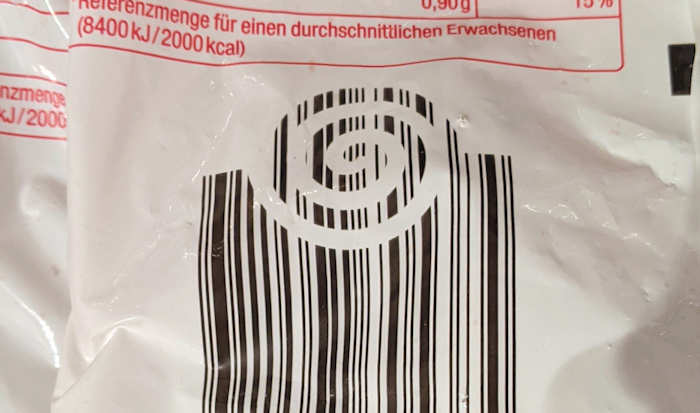 0,90g 15%
*Referenzmenge für einen durchschnittlichen Erwachsenen
(8400 kJ/2000 kcal)
nzmenge
kJ/2000